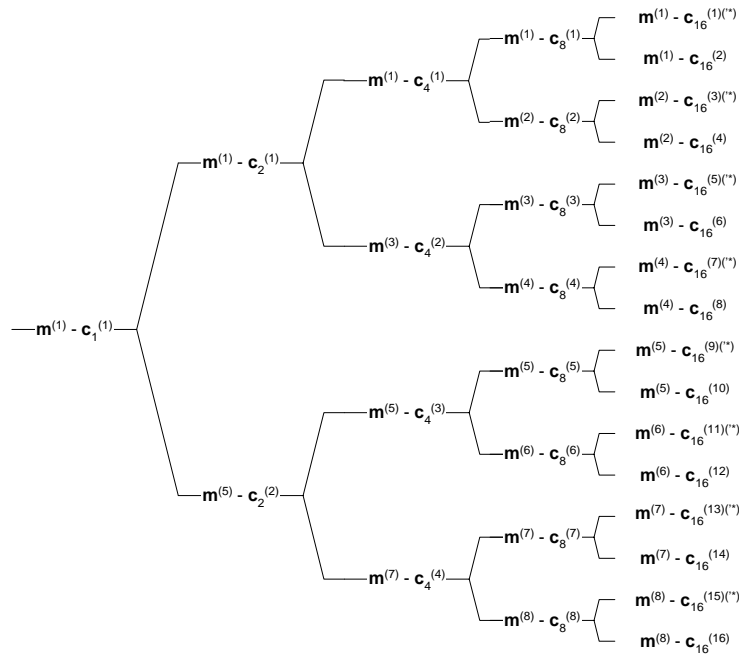 m(1) - c16(1)('*)
m(1) - c8(1)
m(1) - c16(2)
m(1) - c4(1)
m(2) - c16(3)('*)
m(2) - c8(2)
m(2) - c16(4)
m(1) - c2(1)
m(3) - c16(5)('*)
m(3) - c8(3)
m(3) - c16(6)
m(3) - c4(2)
m(4) - c16(7)('*)
m(4) - c8(4)
m(4) - c16(8)
m(1) - c1(1)
m(5) - c16(9)('*)
m(5) - c8(5)
m(5) - c16(10)
m(5) - c4(3)
m(6) - c16(11)('*)
m(6) - c8(6)
m(6) - c16(12)
m(5) - c2(2)
m(7) - c16(13)('*)
m(7) - c8(7)
m(7) - c16(14)
m(7) - c4(4)
m(8) - c16(15)('*)
m(8) - c8(8)
m(8) - c16(16)